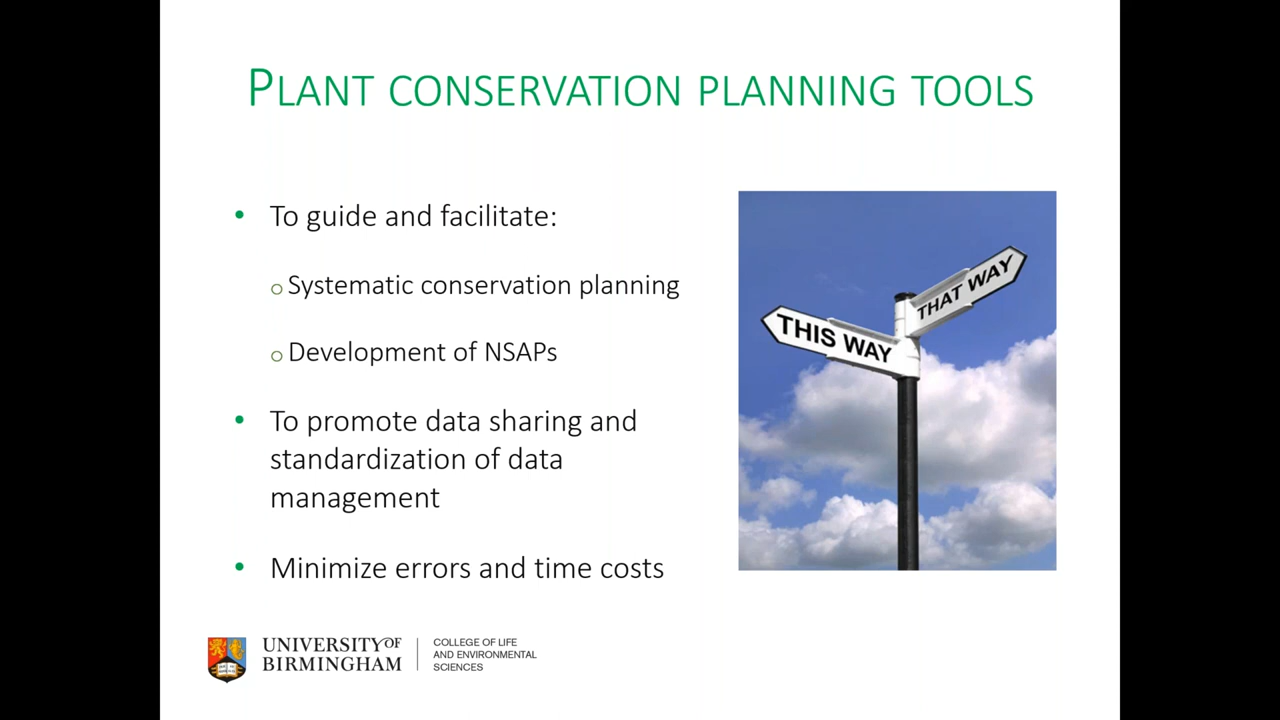 PLANT CONSERVATION PLANNING TOOLS
• To guide and facilitate:
o Systematic conservation planning
o Development of NSAPs
• To promote data sharing and
standardization of data
management
• Minimize errors and time costs
THIS WAY
THAT WAY
UNIVERSITY OF
BIRMINGHAM
COLLEGE OF LIFE
AND ENVIRONMENTAL
SCIENCES